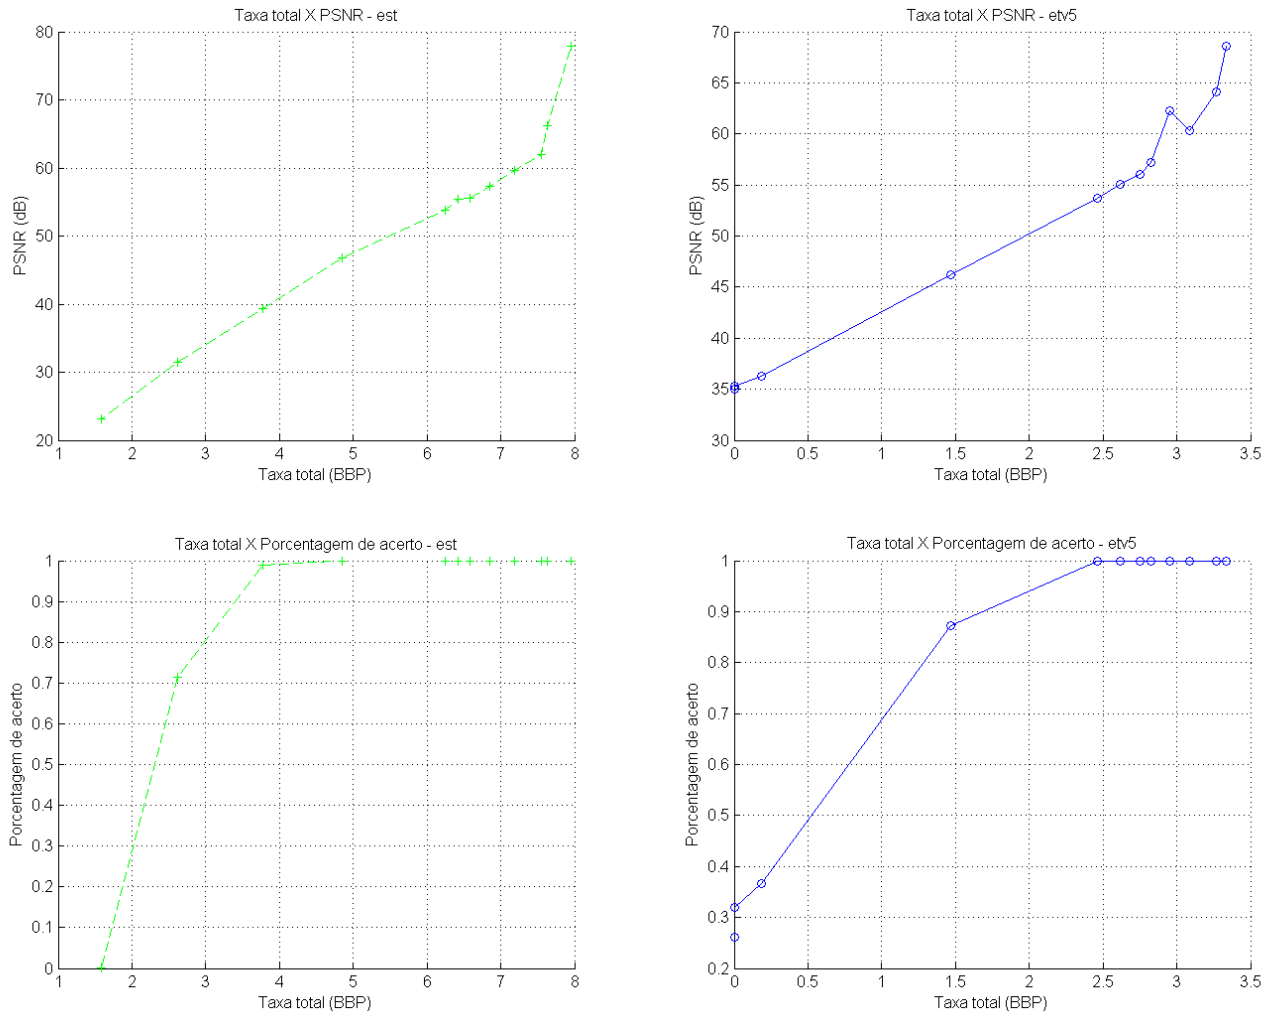 Taxa total X PSNR - est
80
70
60
50
40
30
20
PSNR (dB)
1 2 3 4 5 6 7 8
Taxa total (BBP)
Taxa total X PSNR - etv5
70
65
60
55
50
45
40
35
30
PSNR (dB)
0 0.5 1 1.5 2 2.5 3 3.5
Taxa total (BBP)
Taxa total X Porcentagem de acerto - est
1
0.9
0.8
0.7
0.6
0.5
0.4
0.3
0.2
0.1
0
Porcentagem de acerto
1 2 3 4 5 6 7 8
Taxa total (BBP)
Taxa total X Porcentagem de acerto - etv5
1
0.9
0.8
0.7
0.6
0.5
0.4
0.3
0.2
Porcentagem de acerto
0 0.5 1 1.5 2 2.5 3 3.5
Taxa total (BBP)